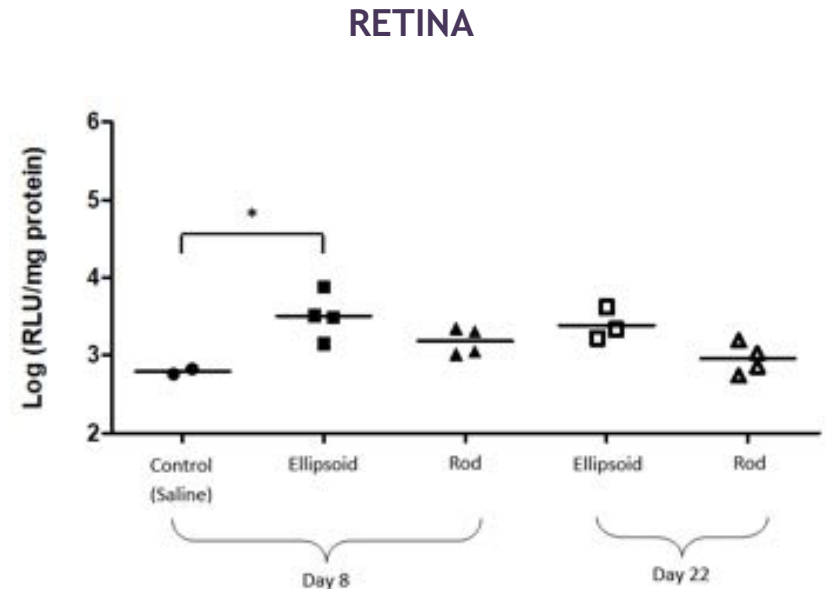 RETINA
Log (RLU/mg protein)
6
5
4
3
2
*
Control
(Saline)
Ellipsoid
Rod
Ellipsoid
Rod
Day 8
Day 22